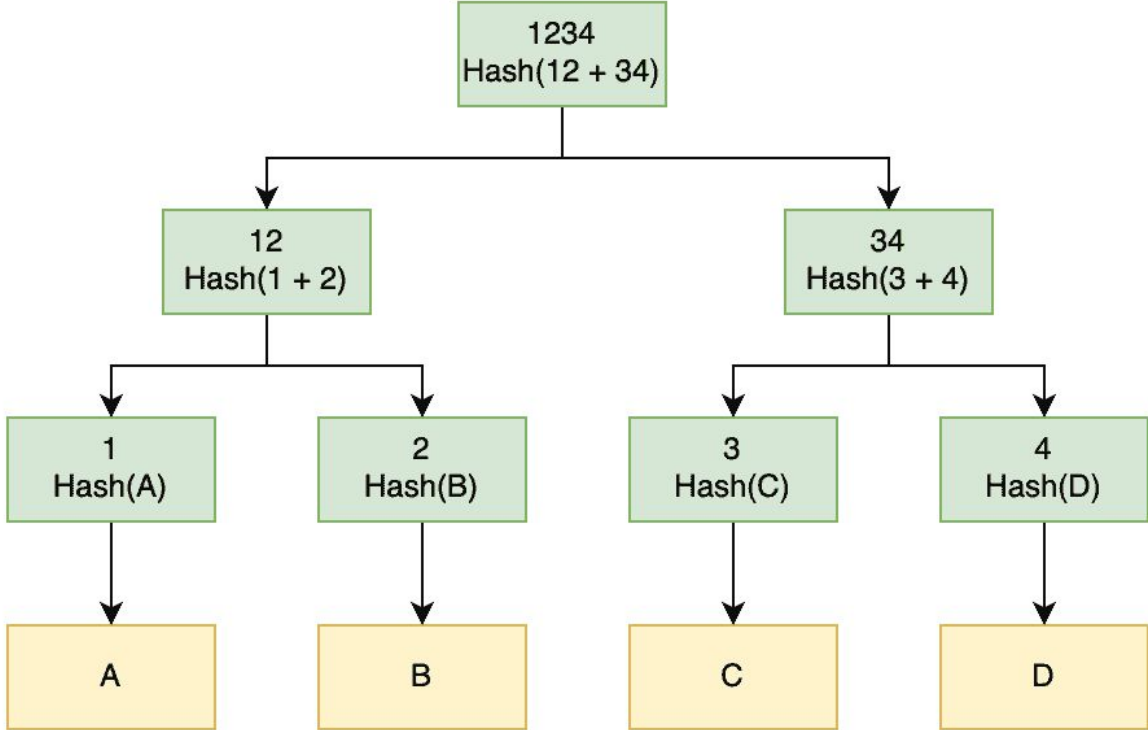 1234
Hash(12 + 34)
12
Hash(1 + 2)
34
Hash(3 + 4)
1
Hash(A)
2
Hash(B)
3
Hash(C)
4
Hash(D)
A
B
C
D